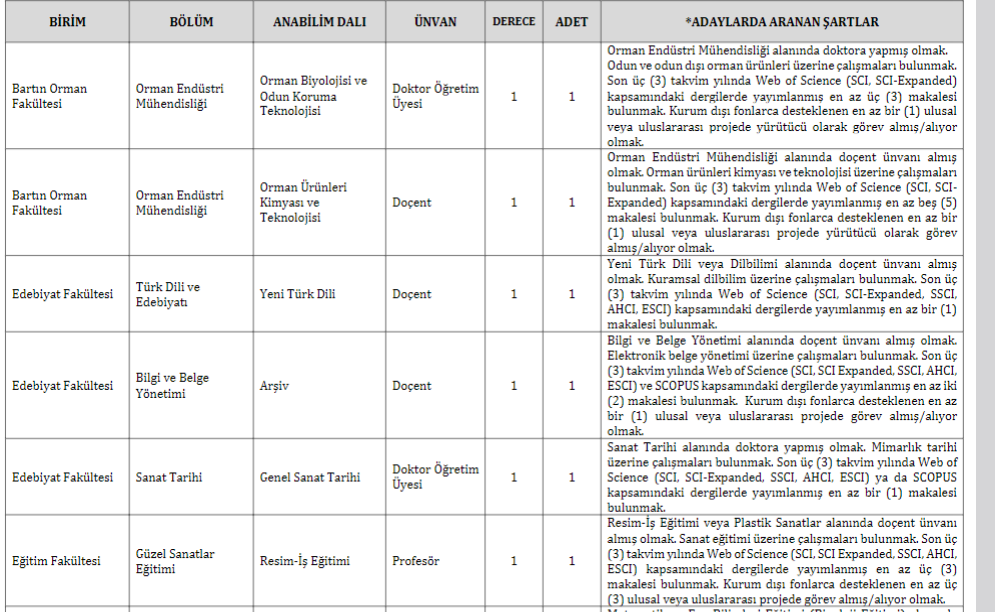 BİRİM BÖLÜM ANABİLİM DALI ÜNVAN DERECE ADET *ADAYLARDA ARANAN ŞARTLAR
Bartın Orman
Fakültesi
Orman Endüstri
Mühendisliği
Orman Biyolojisi ve
Odun Koruma
Teknolojisi
Doktor Öğretim
Üyesi
1
1
Orman Endüstri Mühendisliği alanında doktora yapmış olmak.
Odun ve odun dışı orman ürünleri üzerine çalışmaları bulunmak.
Son üç (3) takvim yılında Web of Science (SCI, SCI-Expanded)
kapsamındaki dergilerde yayımlanmış en az üç (3) makalesi
bulunmak. Kurum dışı fonlarca desteklenen en az bir (1) ulusal
veya uluslararası projede yürütücü olarak görev almış/alıyor
olmak.
Bartın Orman
Fakültesi
Orman Endüstri
Mühendisliği
Orman Ürünleri
Kimyası ve
Teknolojisi
Doçent
1
1
Orman Endüstri Mühendisliği alanında doçent ünvanı almış
olmak. Orman ürünleri kimyası ve teknolojisi üzerine çalışmaları
bulunmak. Son üç (3) takvim yılında Web of Science (SCI, SCI-
Expanded) kapsamındaki dergilerde yayımlanmış en az beş (5)
makalesi bulunmak. Kurum dışı fonlarca desteklenen en az bir
(1) ulusal veya uluslararası projede yürütücü olarak görev
almış/alıyor olmak.
Edebiyat Fakültesi
Türk Dili ve
Edebiyatı
Yeni Türk Dili
Doçent
1
1
Yeni Türk Dili veya Dilbilimi alanında doçent ünvanı almış
olmak. Kuramsal dilbilim üzerine çalışmaları bulunmak. Son üç
(3) takvim yılında Web of Science (SCI, SCI-Expanded, SSCI,
AHCI, ESCI) kapsamındaki dergilerde yayımlanmış en az bir (1)
makalesi bulunmak.
Edebiyat Fakültesi
Bilgi ve Belge
Yönetimi
Arşiv
Doçent
1
1
Bilgi ve Belge Yönetimi alanında doçent ünvanı almış olmak.
Elektronik belge yönetimi üzerine çalışmaları bulunmak. Son üç
(3) takvim yılında Web of Science (SCI, SCI Expanded, SSCI, AHCI,
ESCI) ve SCOPUS kapsamındaki dergilerde yayımlanmış en az iki
(2) makalesi bulunmak. Kurum dışı fonlarca desteklenen en az
bir (1) ulusal veya uluslararası projede görev almış/alıyor
olmak.
Edebiyat Fakültesi
Sanat Tarihi
Genel Sanat Tarihi
Doktor Öğretim
Üyesi
1
1
Sanat Tarihi alanında doktora yapmış olmak. Mimarlık tarihi
üzerine çalışmaları bulunmak. Son üç (3) takvim yılında Web of
Science (SCI, SCI-Expanded, SSCI, AHCI, ESCI) ya da SCOPUS
kapsamındaki dergilerde yayımlanmış en az bir (1) makalesi
bulunmak.
Eğitim Fakültesi
Güzel Sanatlar
Eğitimi
Resim-İş Eğitimi
Profesör
1
1
Resim-İş Eğitimi veya Plastik Sanatlar alanında doçent ünvanı
almış olmak. Sanat eğitimi üzerine çalışmaları bulunmak. Son üç
(3) takvim yılında Web of Science (SCI, SCI Expanded, SSCI, AHCI,
ESCI) kapsamındaki dergilerde yayımlanmış en az üç (3)
makalesi bulunmak. Kurum dışı fonlarca desteklenen en az üç
(3) ulusal veya uluslararası projede görev almış/alıyor olmak.